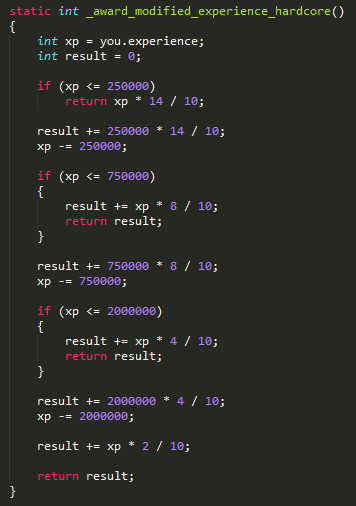 static int _award_modified_experience_hardcore()
{
    int xp = you.experience;
    int result = 0;

    if (xp <= 250000)
        return xp * 14 / 10;

    result += 250000 * 14 / 10;
    xp -= 250000;

    if (xp <= 750000)
    {
        result += xp * 8 / 10;
        return result;
    }

    result += 750000 * 8 / 10;
    xp -= 750000;

    if (xp <= 2000000)
    {
        result += xp * 4 / 10;
        return result;
    }

    result += 2000000 * 4 / 10;
    xp -= 2000000;

    result += xp * 2 / 10;

    return result;
}